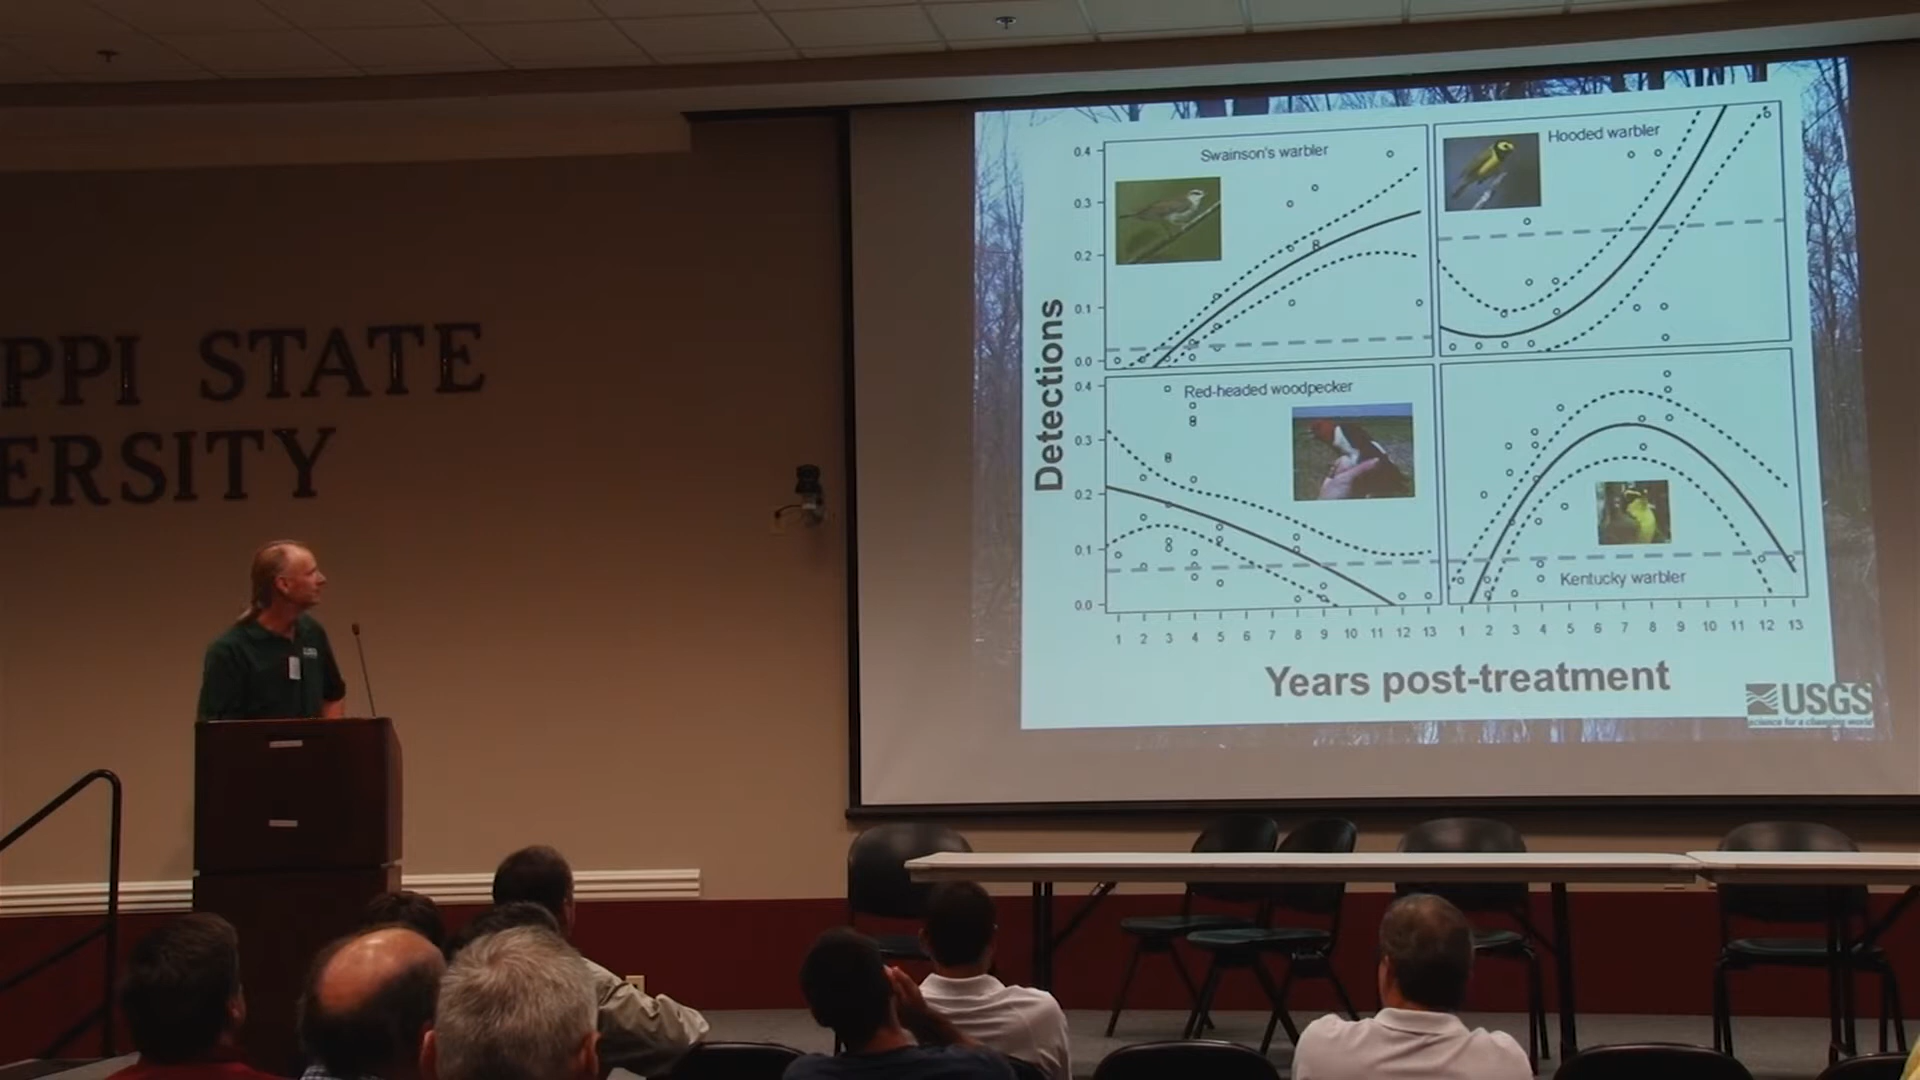 PPI STATE
ERSITY
Detections
Swainson's warbler
0.4
0.3
0.2
0.1
0.0
Hooded warbler
Red-headed woodpecker
0.4
0.3
0.2
0.1
0.0
Kentucky warbler
1 2 3 4 5 6 7 8 9 10 11 12 13
1 2 3 4 5 6 7 8 9 10 11 12 13
Years post-treatment
USGS
science for a changing world